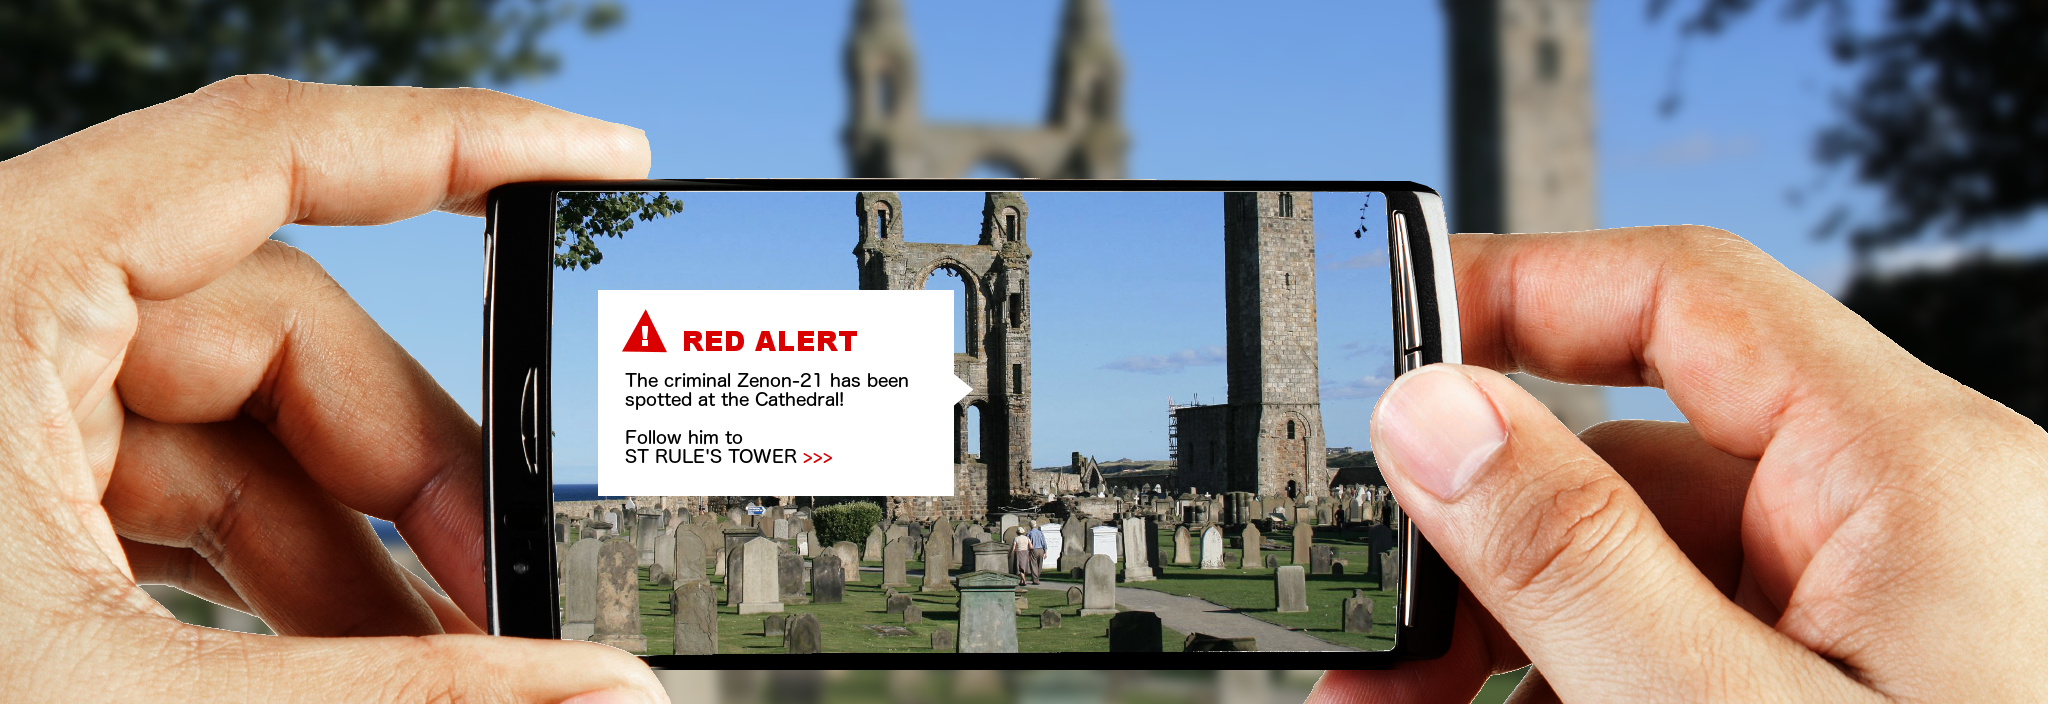 RED ALERT
The criminal Zenon-21 has been
spotted at the Cathedral!
Follow him to
ST RULE'S TOWER >>>